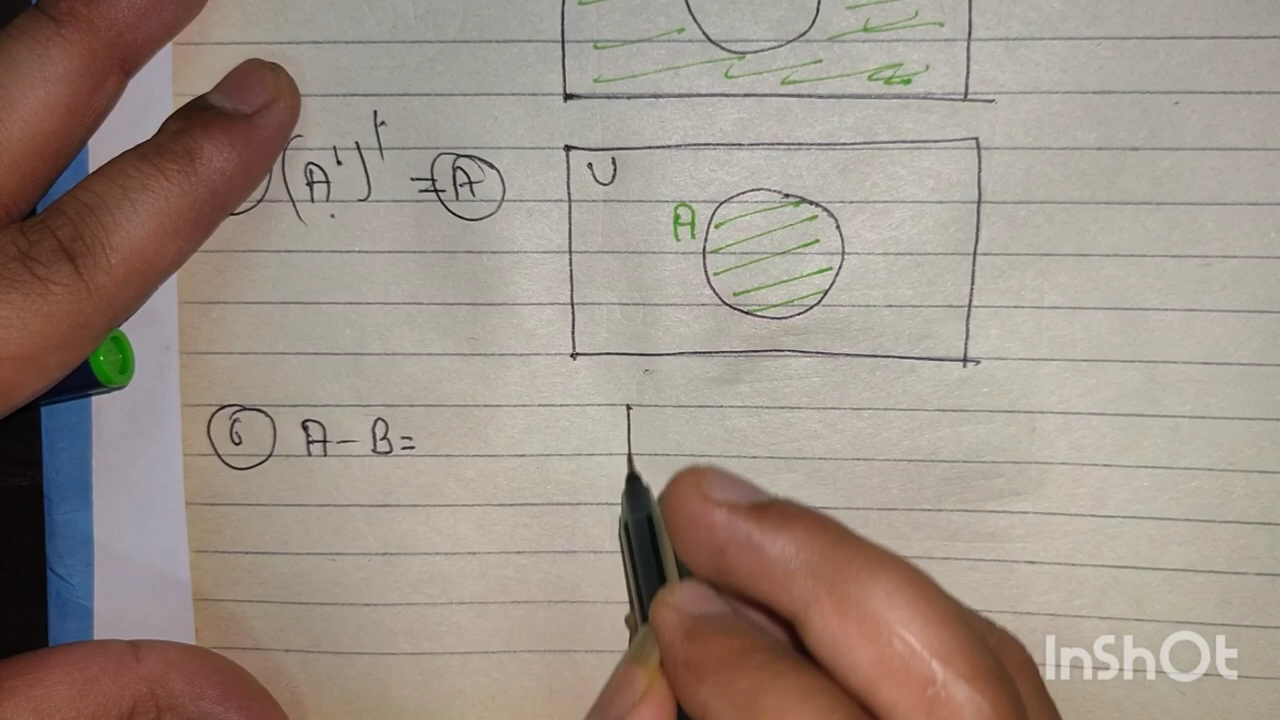 (A')' = A
U
A
6 A - B =
InShOt